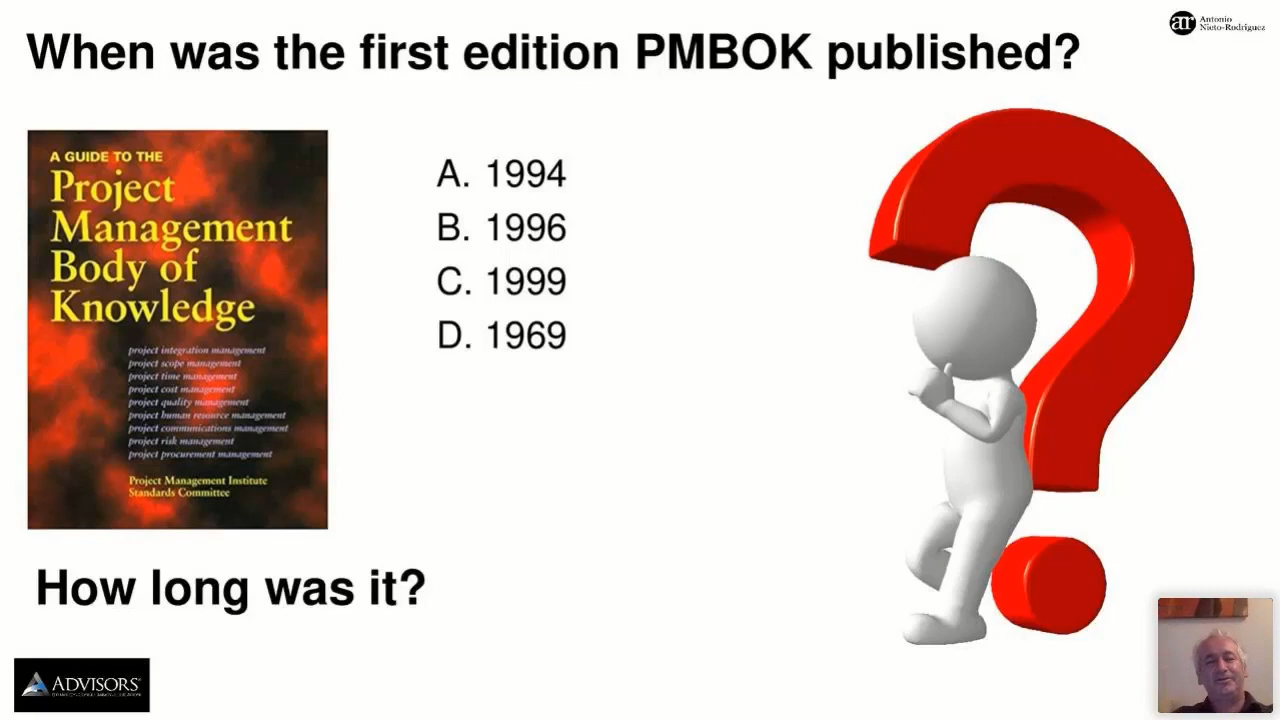 When was the first edition PMBOK published?
ar Antonio
Nieto-Rodriguez
A GUIDE TO THE
Project
Management
Body of
Knowledge
project integration management
project scope management
project time management
project cost management
project quality management
project human resource management
project communications management
project risk management
project procurement management
Project Management Institute
Standards Committee
A. 1994
B. 1996
C. 1999
D. 1969
How long was it?
ADVISORS